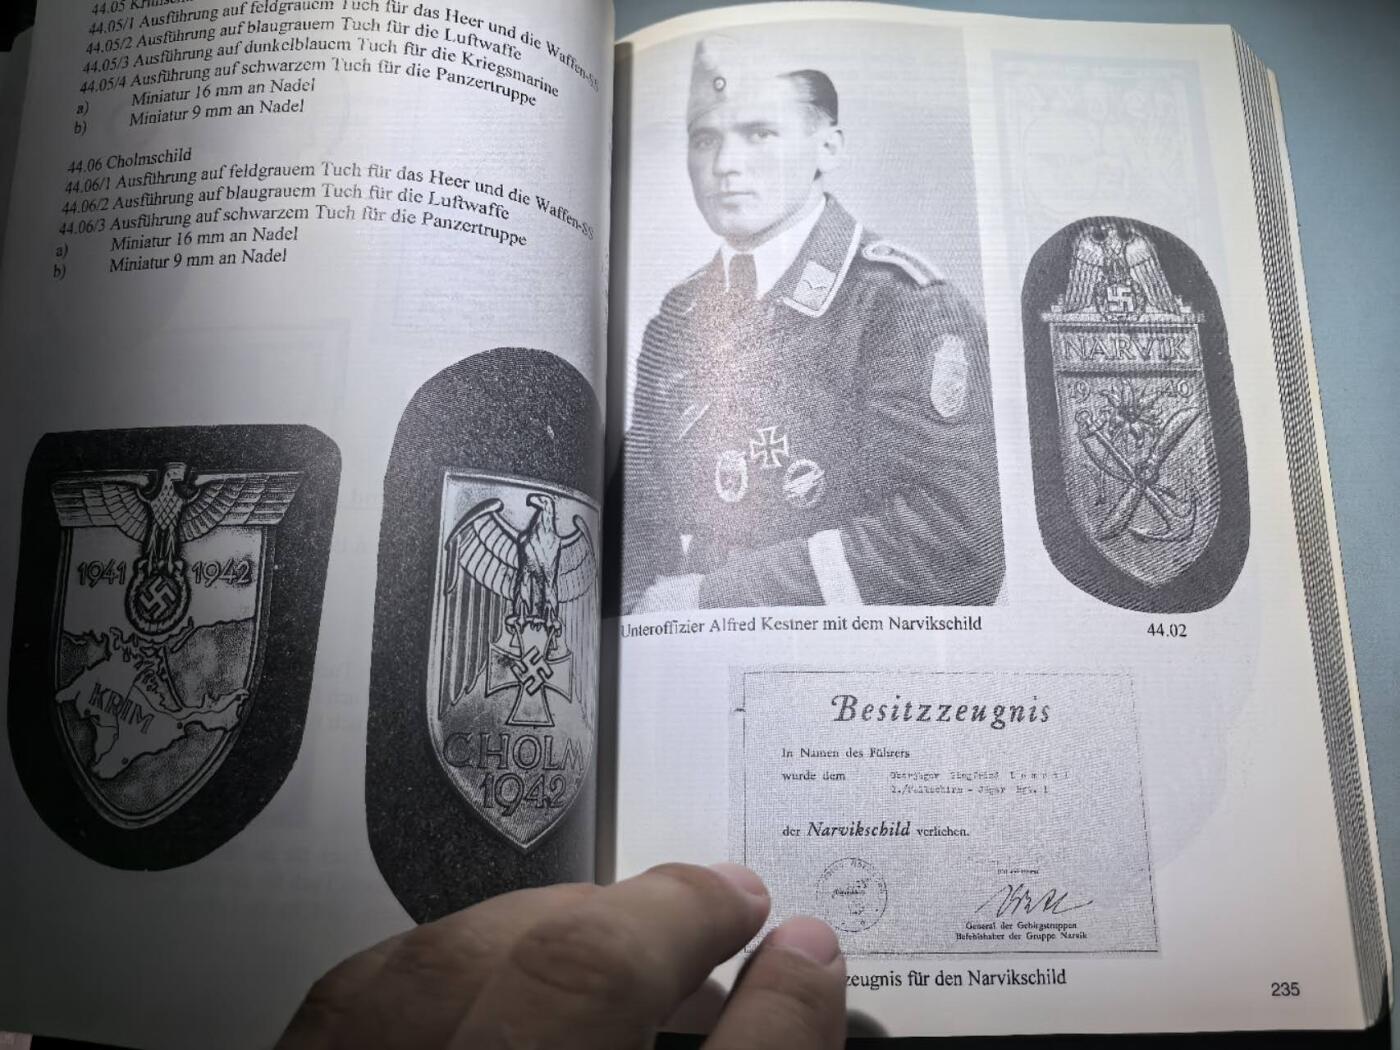 44.05
44.05/1 Ausführung auf feldgrauem Tuch für das Heer und die Waffen-SS
44.05/2 Ausführung auf blaugrauem Tuch für die Luftwaffe
44.05/3 Ausführung auf dunkelblauem Tuch für die Kriegsmarine
44.05/4 Ausführung auf schwarzem Tuch für die Panzertruppe
a) Miniatur 16 mm an Nadel
b) Miniatur 9 mm an Nadel
44.06 Cholmschild
44.06/1 Ausführung auf feldgrauem Tuch für das Heer und die Waffen-SS
44.06/2 Ausführung auf blaugrauem Tuch für die Luftwaffe
44.06/3 Ausführung auf schwarzem Tuch für die Panzertruppe
a) Miniatur 16 mm an Nadel
b) Miniatur 9 mm an Nadel
1941 1942
KRIM
CHOLM
1942
NARVIK
1940
Unteroffizier Alfred Kestner mit dem Narvikschild
44.02
Besitzzeugnis
In Namen des Führers
wurde dem Oberjäger Siegfried
der Narvikschild verliehen.
General der Gebirgstruppen
Befehlshaber der Gruppe Narvik
zeugnis für den Narvikschild
235